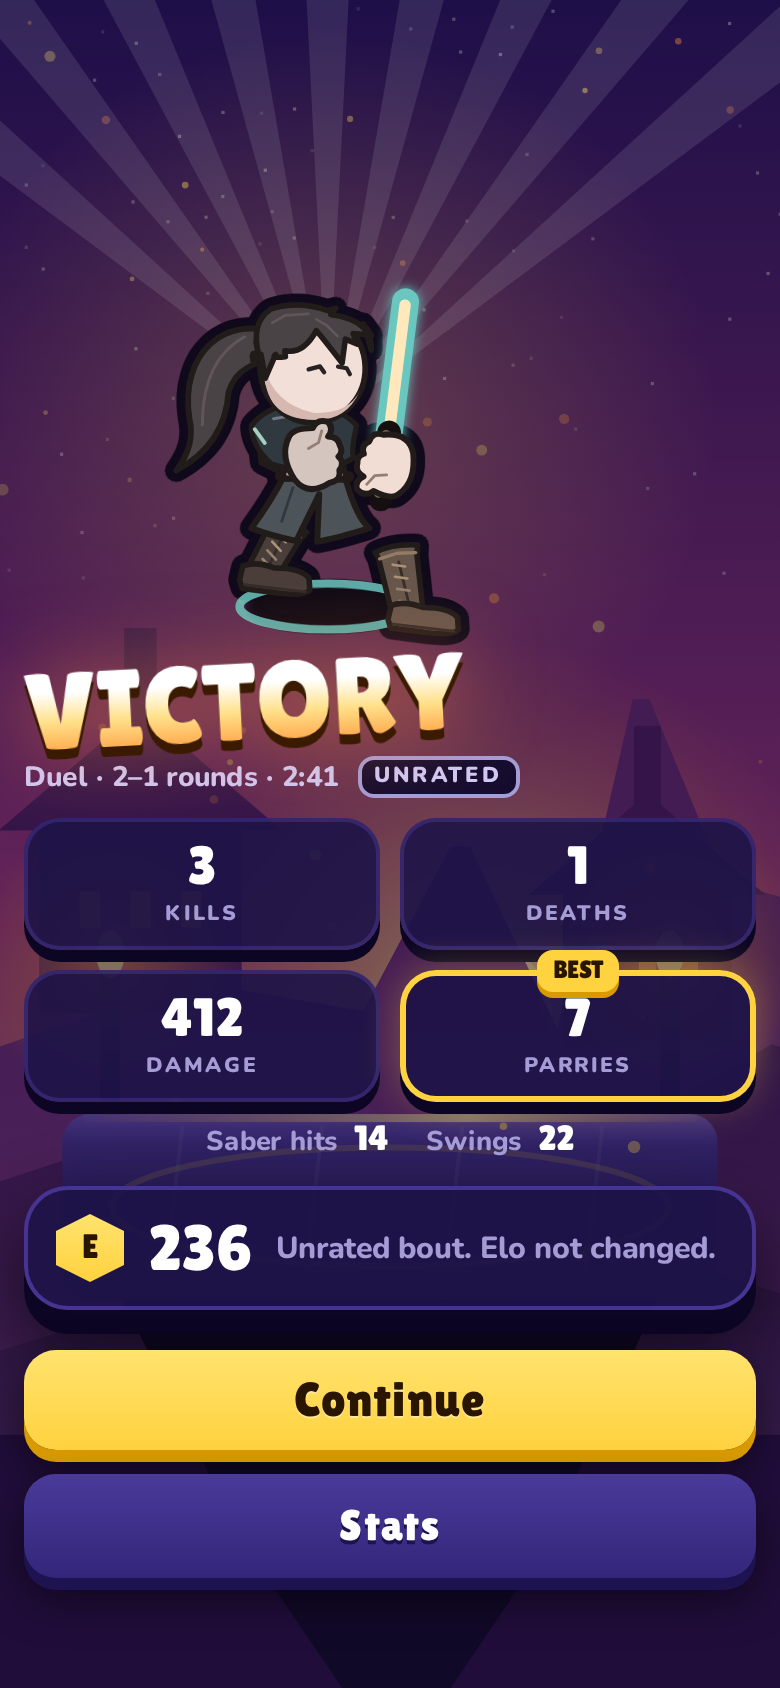 VICTORY
Duel · 2–1 rounds · 2:41 UNRATED
3
KILLS
1
DEATHS
412
DAMAGE
BEST
7
PARRIES
Saber hits 14 Swings 22
E 236 Unrated bout. Elo not changed.
Continue
Stats